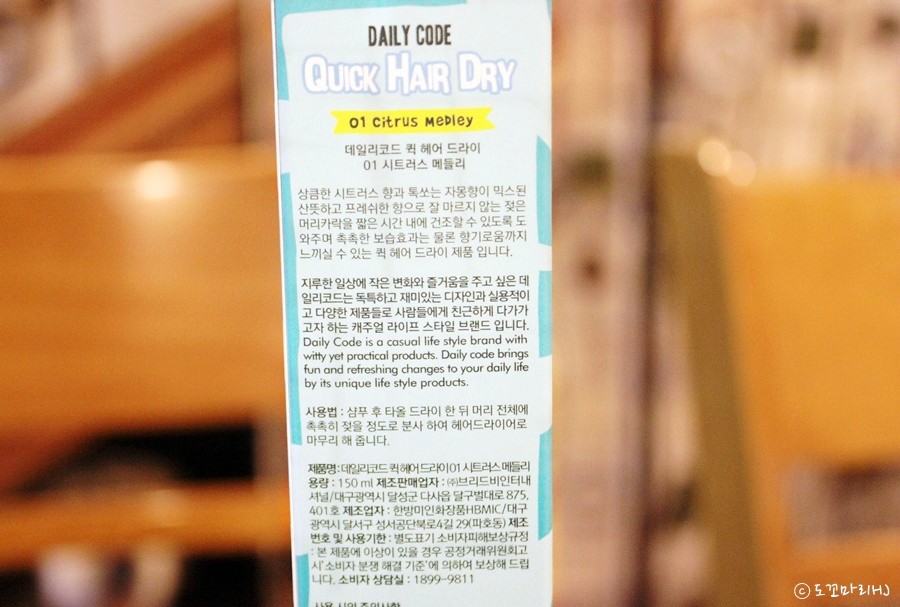 DAILY CODE
QUICK HAIR DRY
01 Citrus Medley
데일리코드 퀵 헤어 드라이
01 시트러스 메들리
상큼한 시트러스 향과 톡쏘는 자몽향이 믹스된
산뜻하고 프레쉬한 향으로 잘 마르지 않는 젖은
머리카락을 짧은 시간 내에 건조할 수 있도록 도
와주며 촉촉한 보습효과는 물론 향기로움까지
느끼실 수 있는 퀵 헤어 드라이 제품 입니다.
지루한 일상에 작은 변화와 즐거움을 주고 싶은 데
일리코드는 독특하고 재미있는 디자인과 실용적이
고 다양한 제품들로 사람들에게 친근하게 다가가
고자 하는 캐주얼 라이프 스타일 브랜드 입니다.
Daily Code is a casual life style brand with
witty yet practical products. Daily code brings
fun and refreshing changes to your daily life
by its unique life style products.
사용법 : 샴푸 후 타올 드라이 한 뒤 머리 전체에
촉촉히 젖을 정도로 분사 하여 헤어드라이어로
마무리 해 줍니다.
제품명 : 데일리코드 퀵 헤어 드라이 01 시트러스 메들리
용량 : 150 ml 제조판매업자 : ㈜브리드비인터내
셔널/대구광역시 달성군 다사읍 달구벌대로 875,
401호 제조업자 : 한방미인화장품HBMIC/대구
광역시 달서구 성서공단북로4길 29(파호동) 제조
번호 및 사용기한 : 별도표기 소비자피해보상규정
: 본 제품에 이상이 있을 경우 공정거래위원회고
시'소비자 분쟁 해결 기준'에 의하여 보상해 드립
니다. 소비자 상담실 : 1899-9811
사용 시의 주의사항
ⓒ도꼬마리HJ